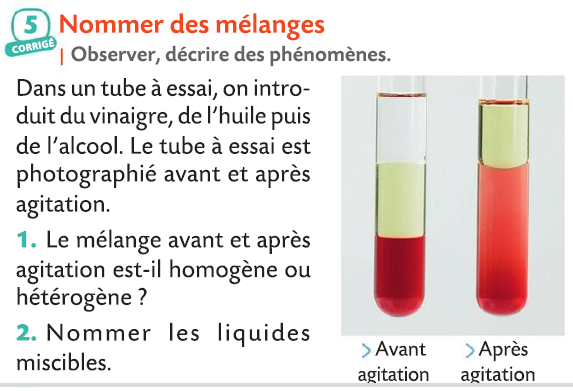 5 Nommer des mélanges
CORRIGÉ
| Observer, décrire des phénomènes.
Dans un tube à essai, on intro-
duit du vinaigre, de l'huile puis
de l'alcool. Le tube à essai est
photographié avant et après
agitation.
1. Le mélange avant et après
agitation est-il homogène ou
hétérogène ?
2. Nommer les liquides
miscibles.
> Avant
agitation
> Après
agitation